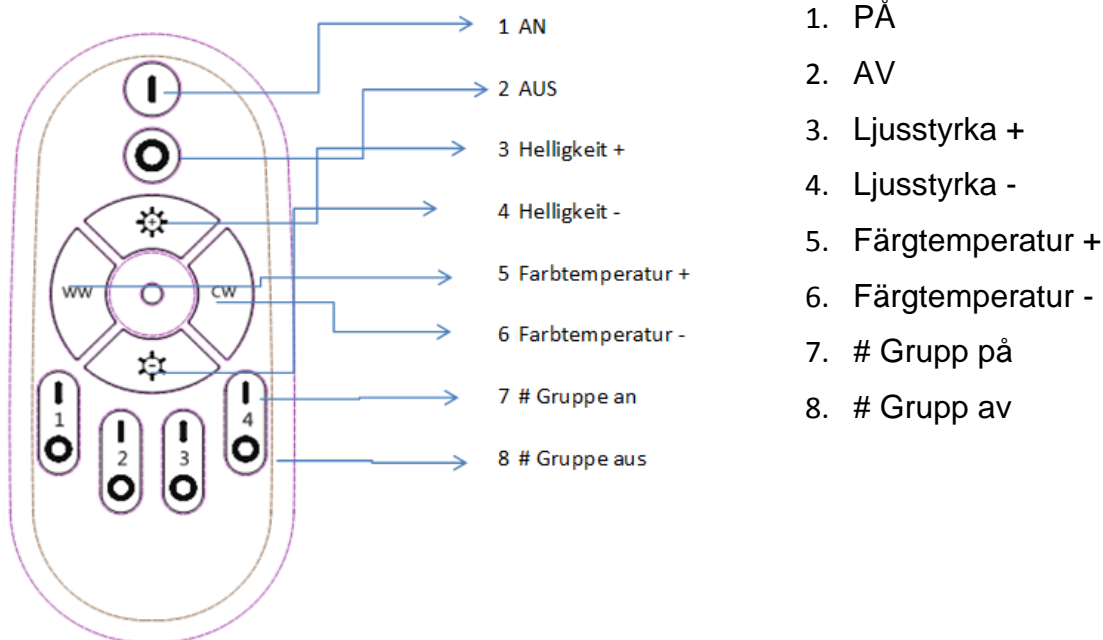 1 AN
2 AUS
3 Helligkeit +
4 Helligkeit -
5 Farbtemperatur +
6 Farbtemperatur -
7 # Gruppe an
8 # Gruppe aus
WW
CW
1
2
3
4
1. PÅ
2. AV
3. Ljusstyrka +
4. Ljusstyrka -
5. Färgtemperatur +
6. Färgtemperatur -
7. # Grupp på
8. # Grupp av